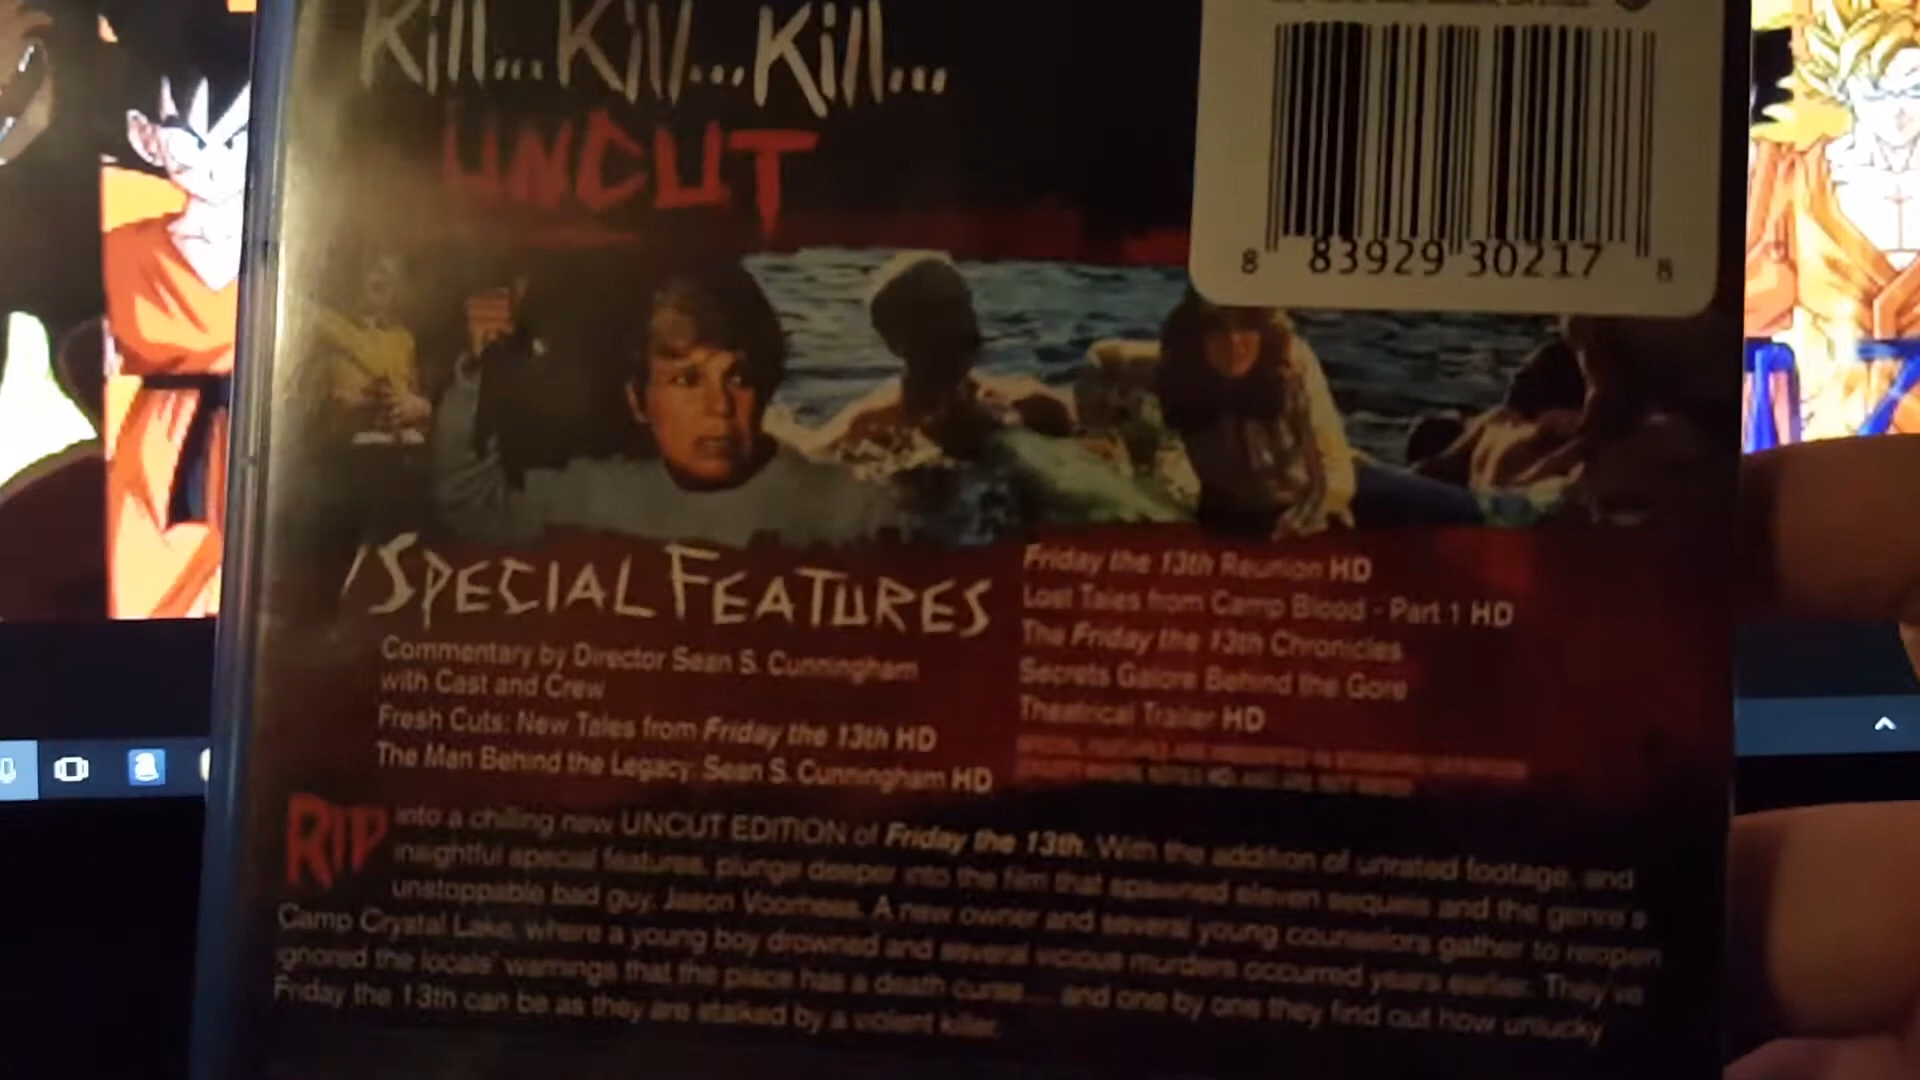 Kill... Kill... Kill...
UNCUT
8 83929 30217 8
SPECIAL FEATURES
Commentary by Director Sean S. Cunningham
with Cast and Crew
Fresh Cuts: New Tales from Friday the 13th HD
The Man Behind the Legacy: Sean S. Cunningham HD
Friday the 13th Reunion HD
Lost Tales from Camp Blood - Part 1 HD
The Friday the 13th Chronicles
Secrets Galore Behind the Gore
Theatrical Trailer HD
RIP into a chilling new UNCUT EDITION of Friday the 13th. With the addition of unrated footage, and
insightful special features, plunge deeper into the film that spawned eleven sequels and the genre's
unstoppable bad guy, Jason Voorhees. A new owner and several young counselors gather to reopen
Camp Crystal Lake, where a young boy drowned and several vicious murders occurred years earlier. They've
ignored the locals' warnings that the place has a death curse... and one by one they find out how unlucky
Friday the 13th can be as they are stalked by a violent killer.